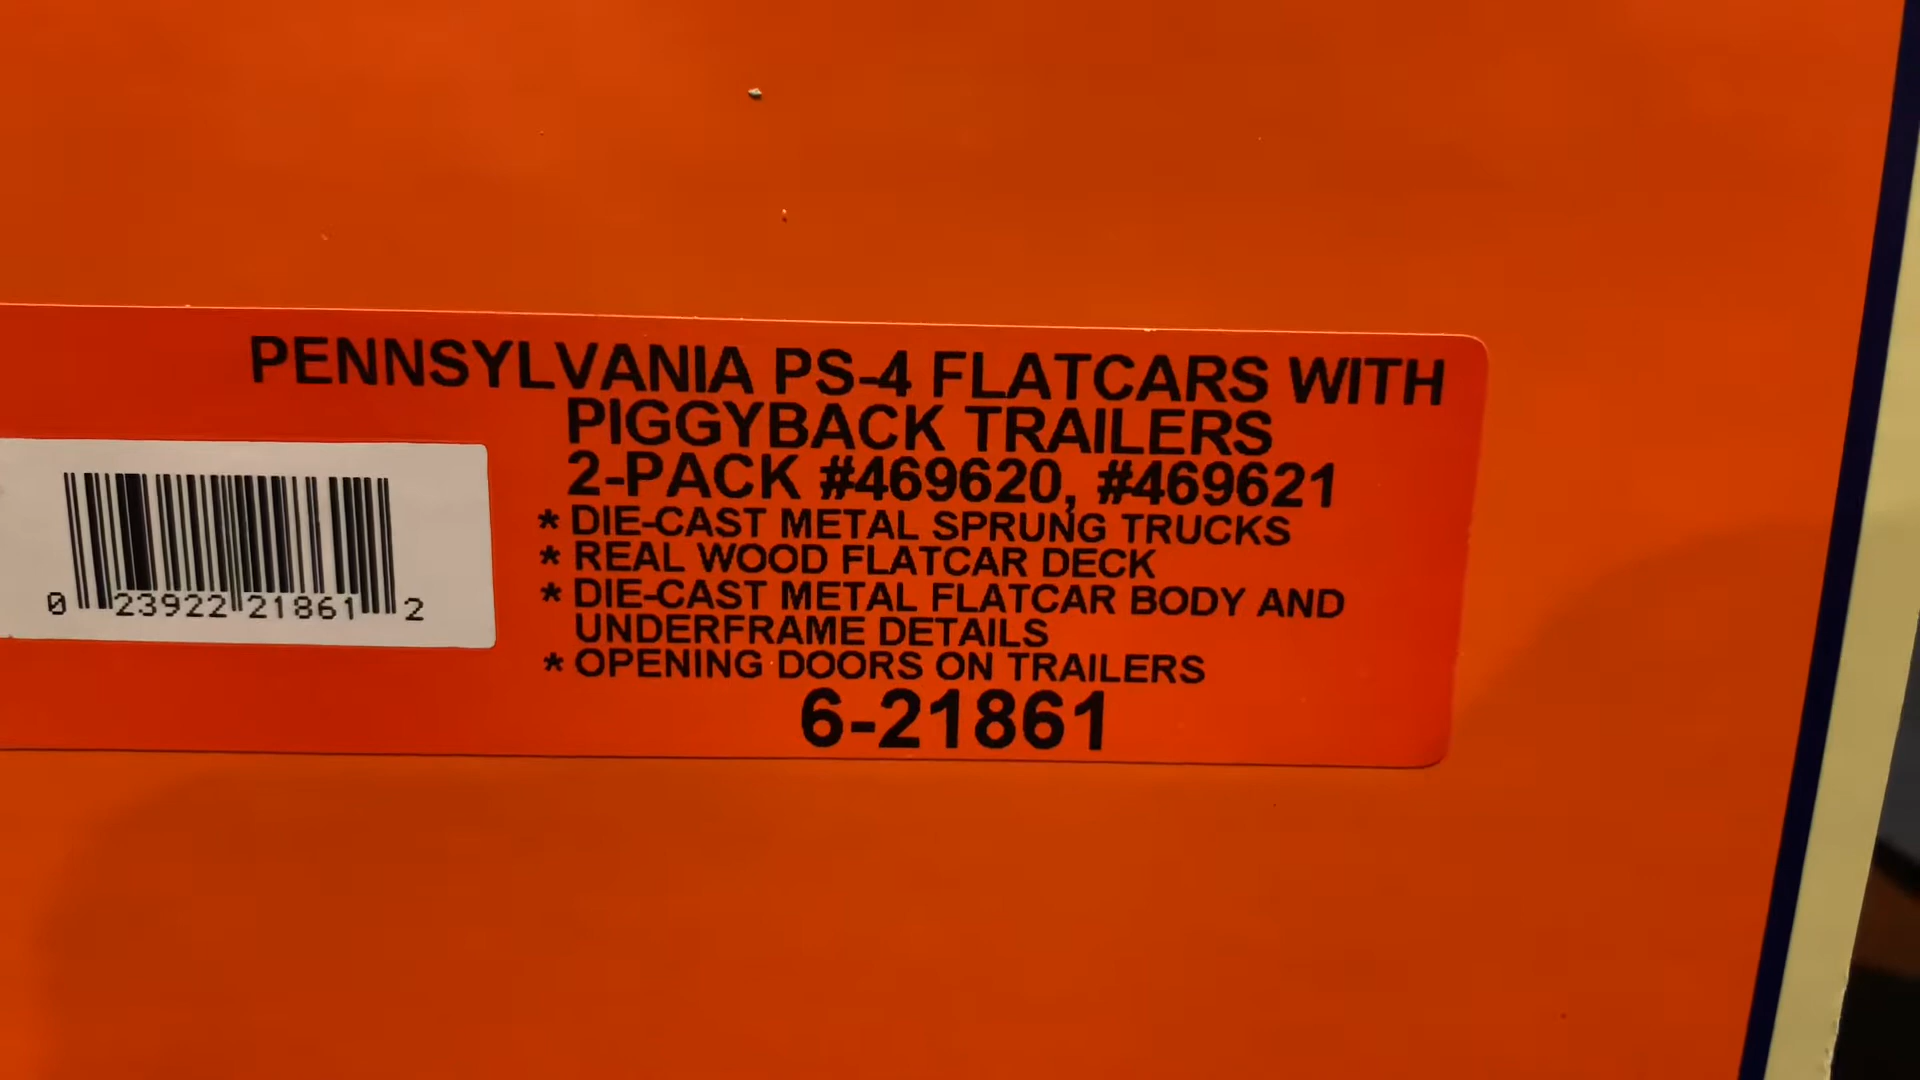 PENNSYLVANIA PS-4 FLATCARS WITH
PIGGYBACK TRAILERS
2-PACK #469620, #469621
* DIE-CAST METAL SPRUNG TRUCKS
* REAL WOOD FLATCAR DECK
* DIE-CAST METAL FLATCAR BODY AND
UNDERFRAME DETAILS
* OPENING DOORS ON TRAILERS
6-21861
0 23922 21861 2